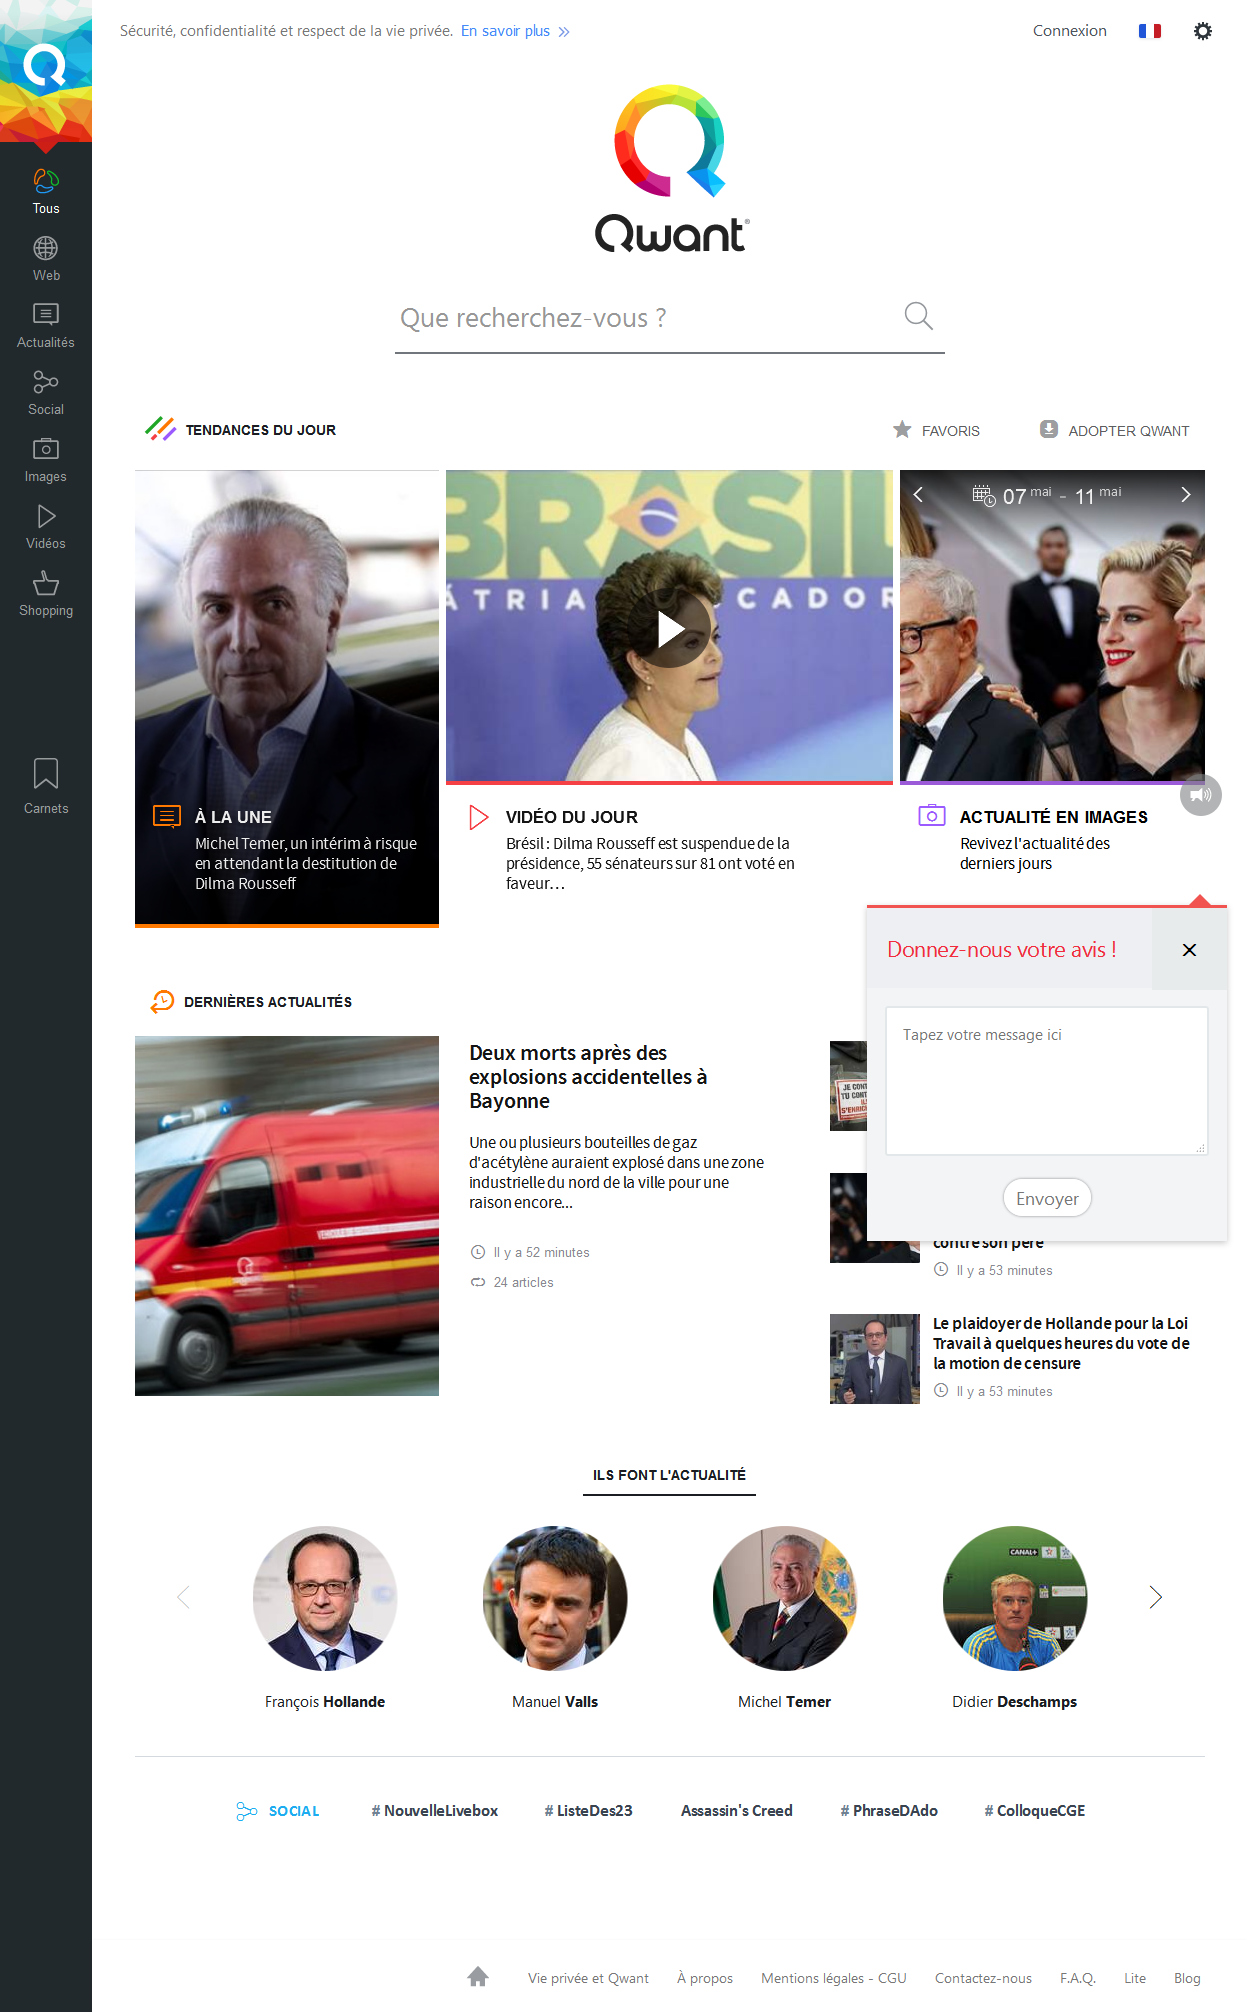 Sécurité, confidentialité et respect de la vie privée. En savoir plus »
Connexion
Qwant®
Que recherchez-vous ?
Tous
Web
Actualités
Social
Images
Vidéos
Shopping
Carnets
TENDANCES DU JOUR
FAVORIS
ADOPTER QWANT
À LA UNE
Michel Temer, un intérim à risque
en attendant la destitution de
Dilma Rousseff
BRASIL
ÁTRIA
CADOR
VIDÉO DU JOUR
Brésil : Dilma Rousseff est suspendue de la
présidence, 55 sénateurs sur 81 ont voté en
faveur…
07 mai - 11 mai
ACTUALITÉ EN IMAGES
Revivez l'actualité des
derniers jours
Donnez-nous votre avis !
Tapez votre message ici
Envoyer
DERNIÈRES ACTUALITÉS
Deux morts après des
explosions accidentelles à
Bayonne
Une ou plusieurs bouteilles de gaz
d'acétylène auraient explosé dans une zone
industrielle du nord de la ville pour une
raison encore...
Il y a 52 minutes
24 articles
JE CONT
TU CONT
S'ENRIC
contre son père
Il y a 53 minutes
Le plaidoyer de Hollande pour la Loi
Travail à quelques heures du vote de
la motion de censure
Il y a 53 minutes
ILS FONT L'ACTUALITÉ
CANAL+
François Hollande
Manuel Valls
Michel Temer
Didier Deschamps
SOCIAL
# NouvelleLivebox
# ListeDes23
Assassin's Creed
# PhraseDAdo
# ColloqueCGE
Vie privée et Qwant
À propos
Mentions légales - CGU
Contactez-nous
F.A.Q.
Lite
Blog